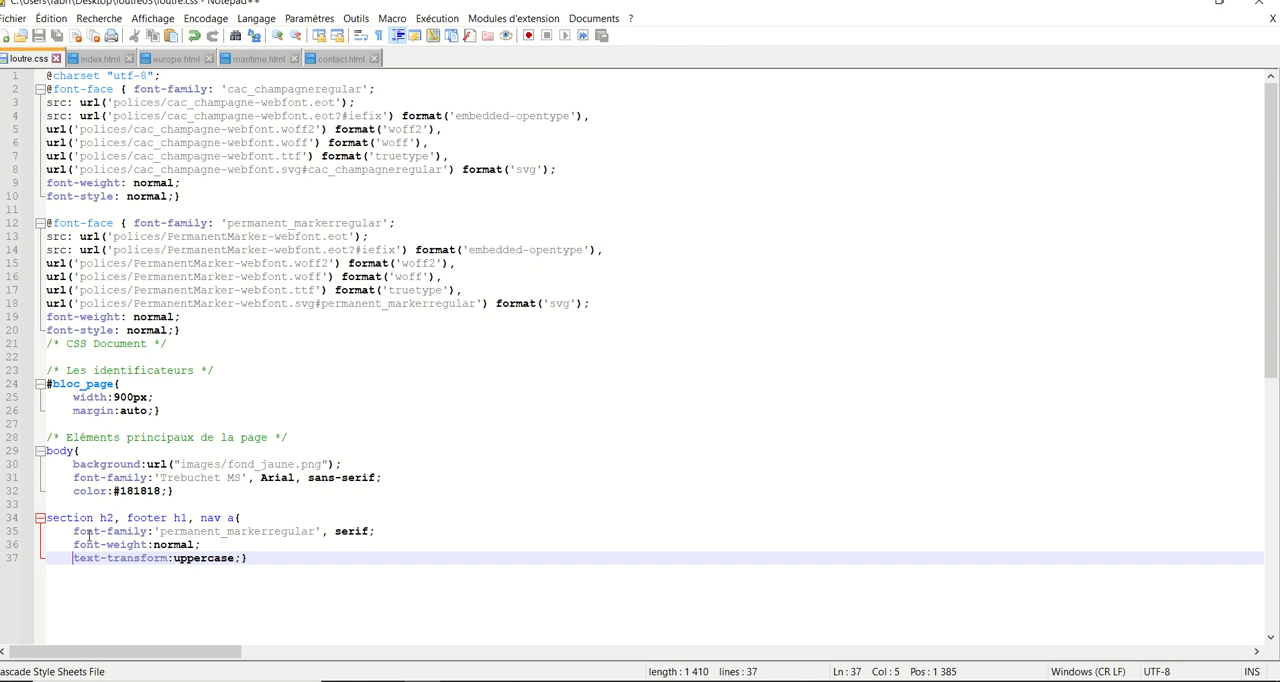 C:\Users\fabri\Desktop\loutre03\loutre.css - Notepad++
ichier Édition Recherche Affichage Encodage Langage Paramètres Outils Macro Exécution Modules d'extension Documents ? X
loutre.css index.html europe.html maritime.html contact.html
1 @charset "utf-8";
2 @font-face { font-family: 'cac_champagneregular';
3 src: url('polices/cac_champagne-webfont.eot');
4 src: url('polices/cac_champagne-webfont.eot?#iefix') format('embedded-opentype'),
5 url('polices/cac_champagne-webfont.woff2') format('woff2'),
6 url('polices/cac_champagne-webfont.woff') format('woff'),
7 url('polices/cac_champagne-webfont.ttf') format('truetype'),
8 url('polices/cac_champagne-webfont.svg#cac_champagneregular') format('svg');
9 font-weight: normal;
10 font-style: normal;}
11
12 @font-face { font-family: 'permanent_markerregular';
13 src: url('polices/PermanentMarker-webfont.eot');
14 src: url('polices/PermanentMarker-webfont.eot?#iefix') format('embedded-opentype'),
15 url('polices/PermanentMarker-webfont.woff2') format('woff2'),
16 url('polices/PermanentMarker-webfont.woff') format('woff'),
17 url('polices/PermanentMarker-webfont.ttf') format('truetype'),
18 url('polices/PermanentMarker-webfont.svg#permanent_markerregular') format('svg');
19 font-weight: normal;
20 font-style: normal;}
21 /* CSS Document */
22
23 /* Les identificateurs */
24 #bloc_page{
25 width:900px;
26 margin:auto;}
27
28 /* Eléments principaux de la page */
29 body{
30 background:url("images/fond_jaune.png");
31 font-family:'Trebuchet MS', Arial, sans-serif;
32 color:#181818;}
33
34 section h2, footer h1, nav a{
35 font-family:'permanent_markerregular', serif;
36 font-weight:normal;
37 text-transform:uppercase;}
ascade Style Sheets File length : 1 410 lines : 37 Ln : 37 Col : 5 Pos : 1 385 Windows (CR LF) UTF-8 INS